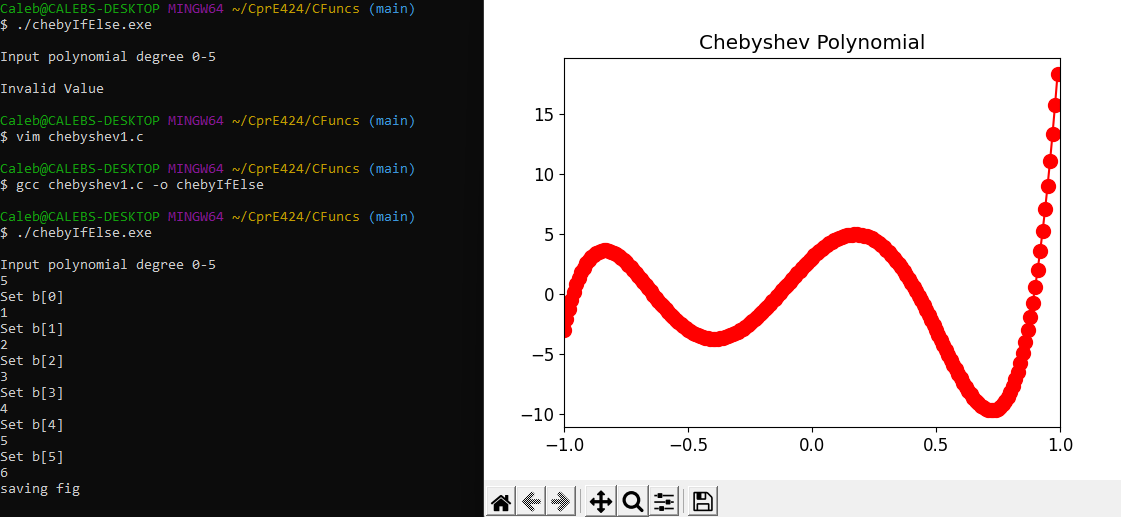 Caleb@CALEBS-DESKTOP MINGW64 ~/CprE424/CFuncs (main)
$ ./chebyIfElse.exe
Input polynomial degree 0-5
Invalid Value
Caleb@CALEBS-DESKTOP MINGW64 ~/CprE424/CFuncs (main)
$ vim chebyshev1.c
Caleb@CALEBS-DESKTOP MINGW64 ~/CprE424/CFuncs (main)
$ gcc chebyshev1.c -o chebyIfElse
Caleb@CALEBS-DESKTOP MINGW64 ~/CprE424/CFuncs (main)
$ ./chebyIfElse.exe
Input polynomial degree 0-5
5
Set b[0]
1
Set b[1]
2
Set b[2]
3
Set b[3]
4
Set b[4]
5
Set b[5]
6
saving fig
Chebyshev Polynomial
15
10
5
0
−5
−10
−1.0 −0.5 0.0 0.5 1.0